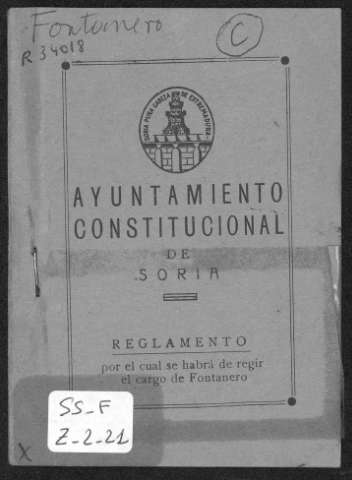 Fontanero
R 34018
C
SORIA PURA CABEZA DE EXTREMADURA
AYUNTAMIENTO
CONSTITUCIONAL
DE
SORIA
REGLAMENTO
por el cual se habrá de regir
el cargo de Fontanero
SS-F
Z-2-21
X